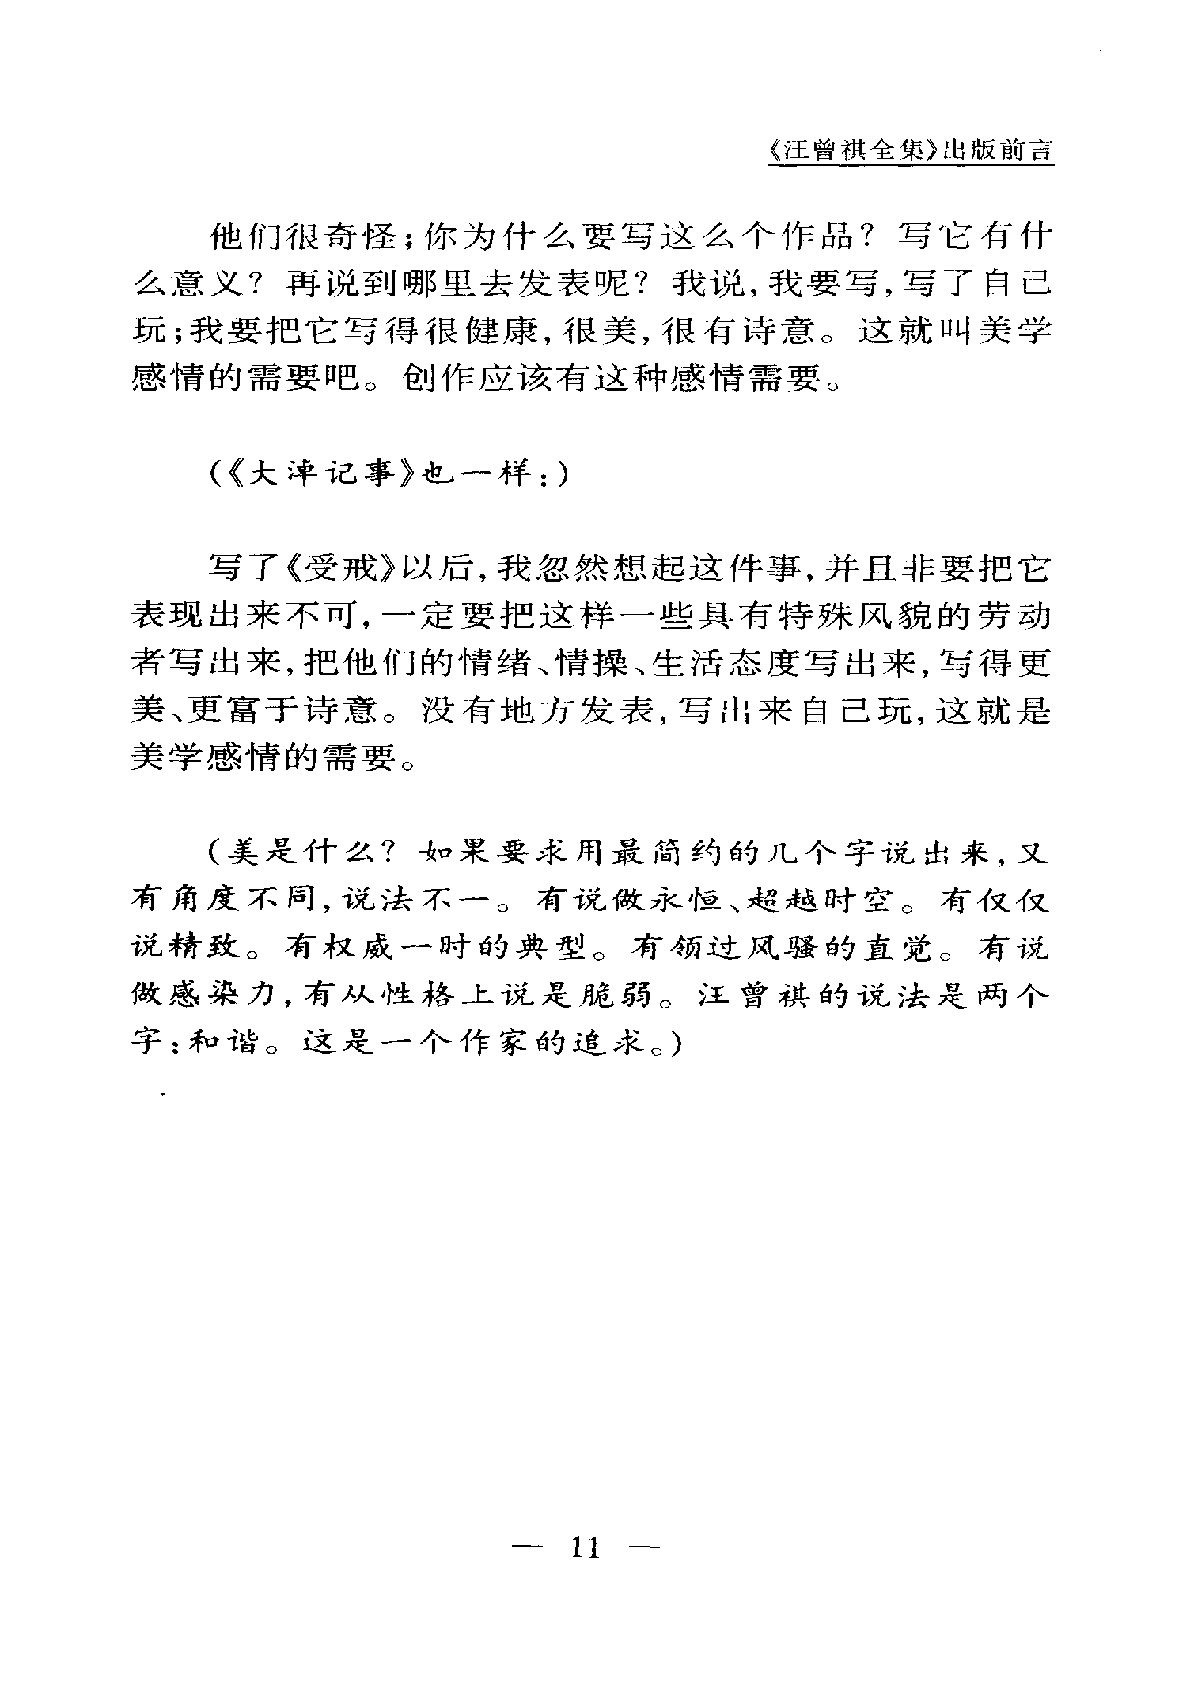 《汪曾祺全集》出版前言
他们很奇怪;你为什么要写这么个作品?写它有什
么意义?再说到哪里去发表呢?我说,我要写,写了自己
玩;我要把它写得很健康,很美,很有诗意。这就叫美学
感情的需要吧。创作应该有这种感情需要。
(《大淖记事》也一样:)
写了《受戒》以后,我忽然想起这件事,并且非要把它
表现出来不可,一定要把这样一些具有特殊风貌的劳动
者写出来,把他们的情绪、情操、生活态度写出来,写得更
美、更富于诗意。没有地方发表,写出来自己玩,这就是
美学感情的需要。
(美是什么?如果要求用最简约的几个字说出来,又
有角度不同,说法不一。有说做永恒、超越时空。有仅仅
说精致。有权威一时的典型。有领过风骚的直觉。有说
做感染力,有从性格上说是脆弱。汪曾祺的说法是两个
字:和谐。这是一个作家的追求。)
— 11 —